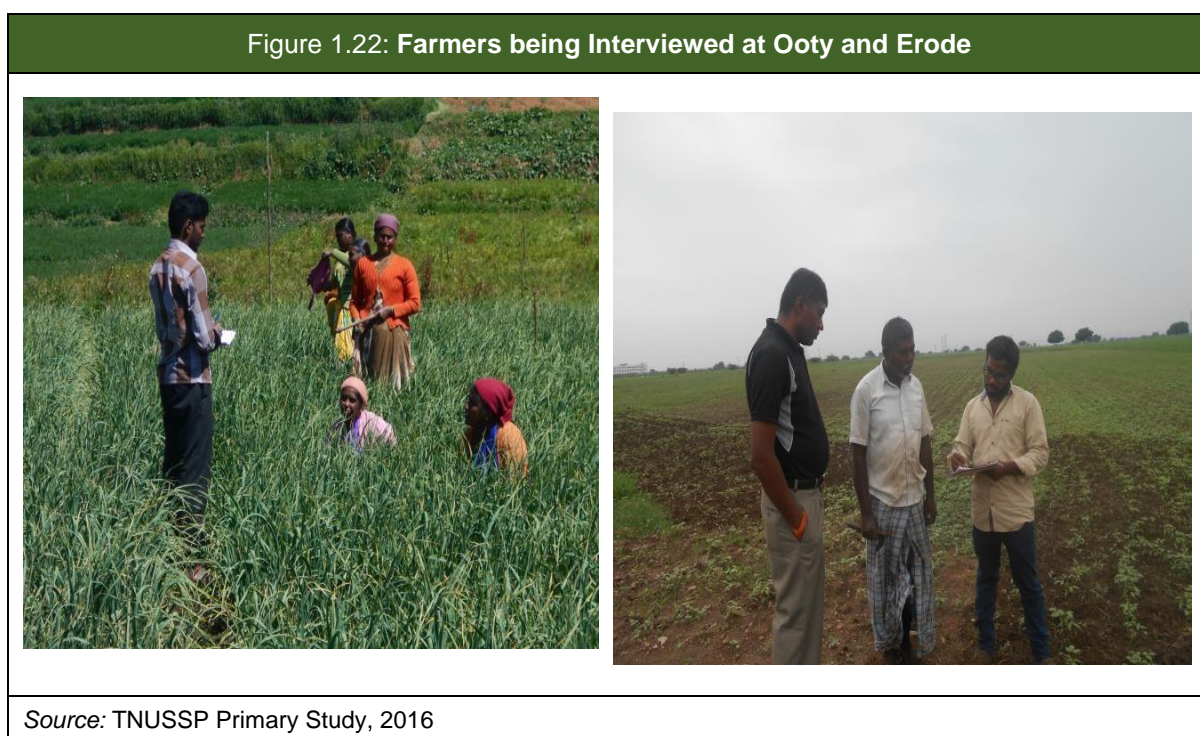 Figure 1.22: Farmers being Interviewed at Ooty and Erode
Source: TNUSSP Primary Study, 2016